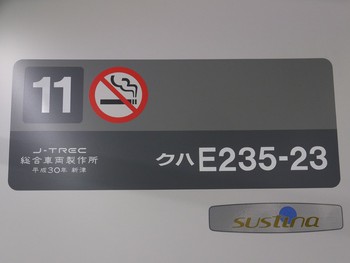 11
J-TREC
総合車両製作所
平成30年 新津
クハE235-23
sustina